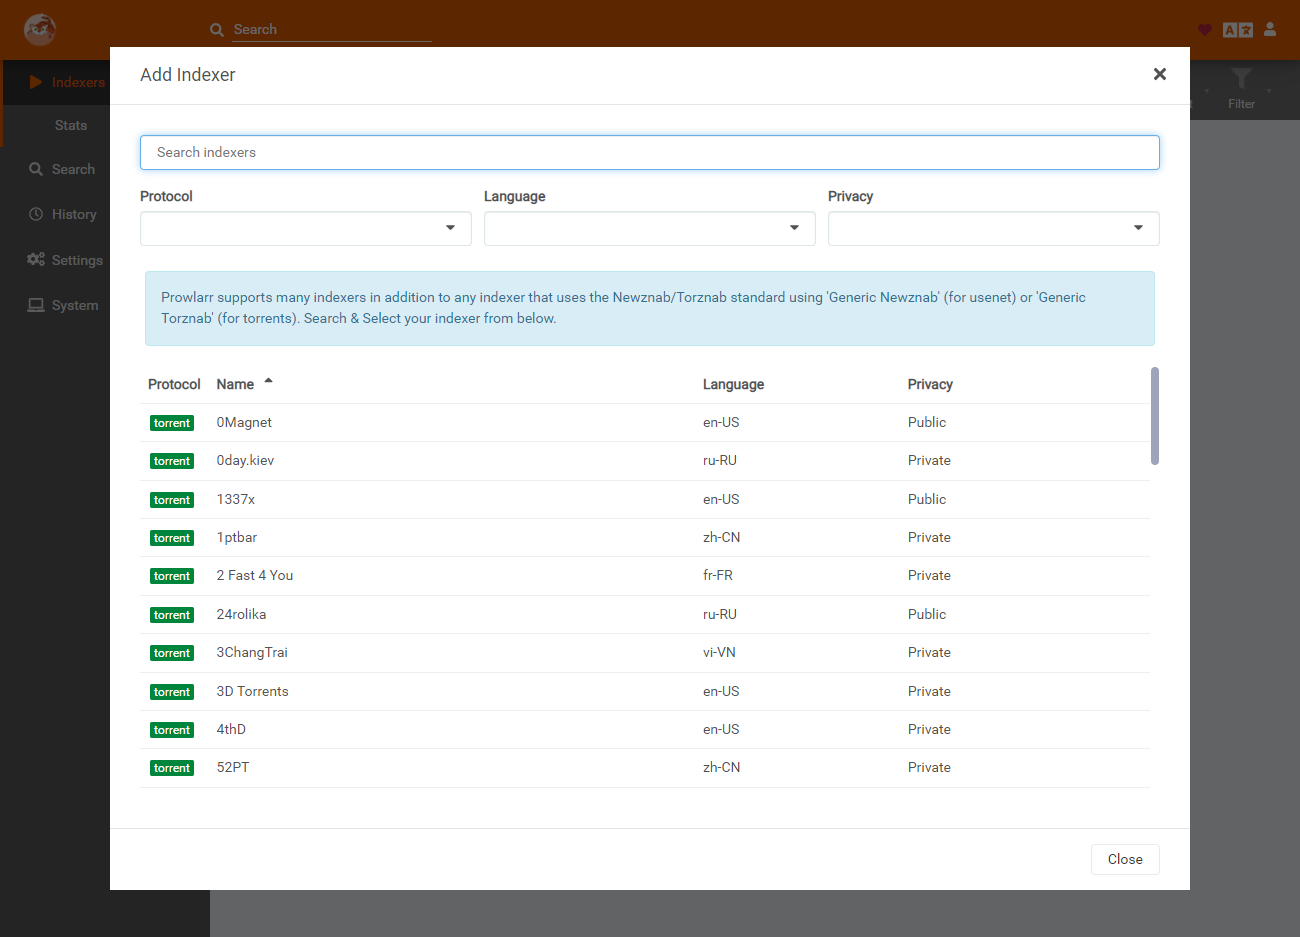 Search
Add Indexer
Indexers
Stats
Search
History
Settings
System
Filter
Search indexers
Protocol Language Privacy
Prowlarr supports many indexers in addition to any indexer that uses the Newznab/Torznab standard using 'Generic Newznab' (for usenet) or 'Generic
Torznab' (for torrents). Search & Select your indexer from below.
Protocol Name Language Privacy
torrent 0Magnet en-US Public
torrent 0day.kiev ru-RU Private
torrent 1337x en-US Public
torrent 1ptbar zh-CN Private
torrent 2 Fast 4 You fr-FR Private
torrent 24rolika ru-RU Public
torrent 3ChangTrai vi-VN Private
torrent 3D Torrents en-US Private
torrent 4thD en-US Private
torrent 52PT zh-CN Private
Close